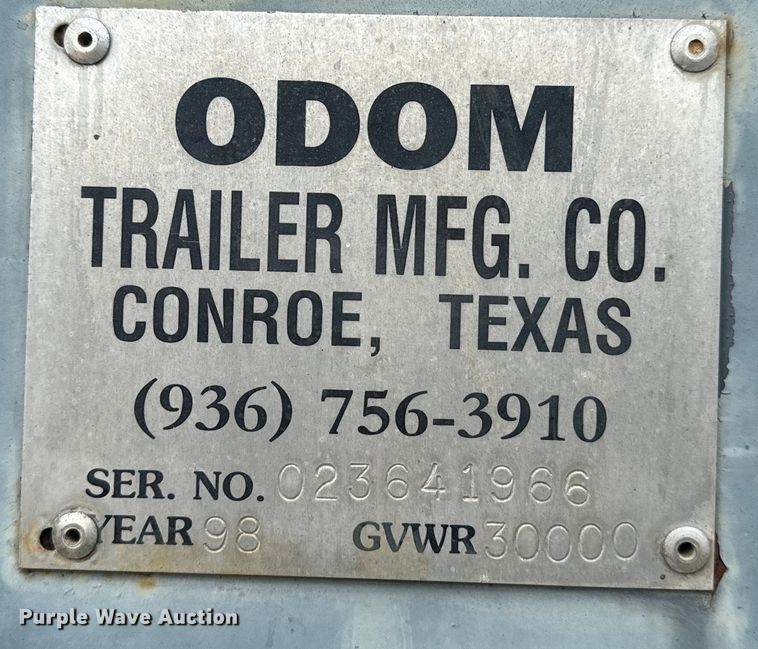 ODOM
TRAILER MFG. CO.
CONROE, TEXAS
(936) 756-3910
SER. NO. 023641966
YEAR 98 GVWR 30000
Purple Wave Auction